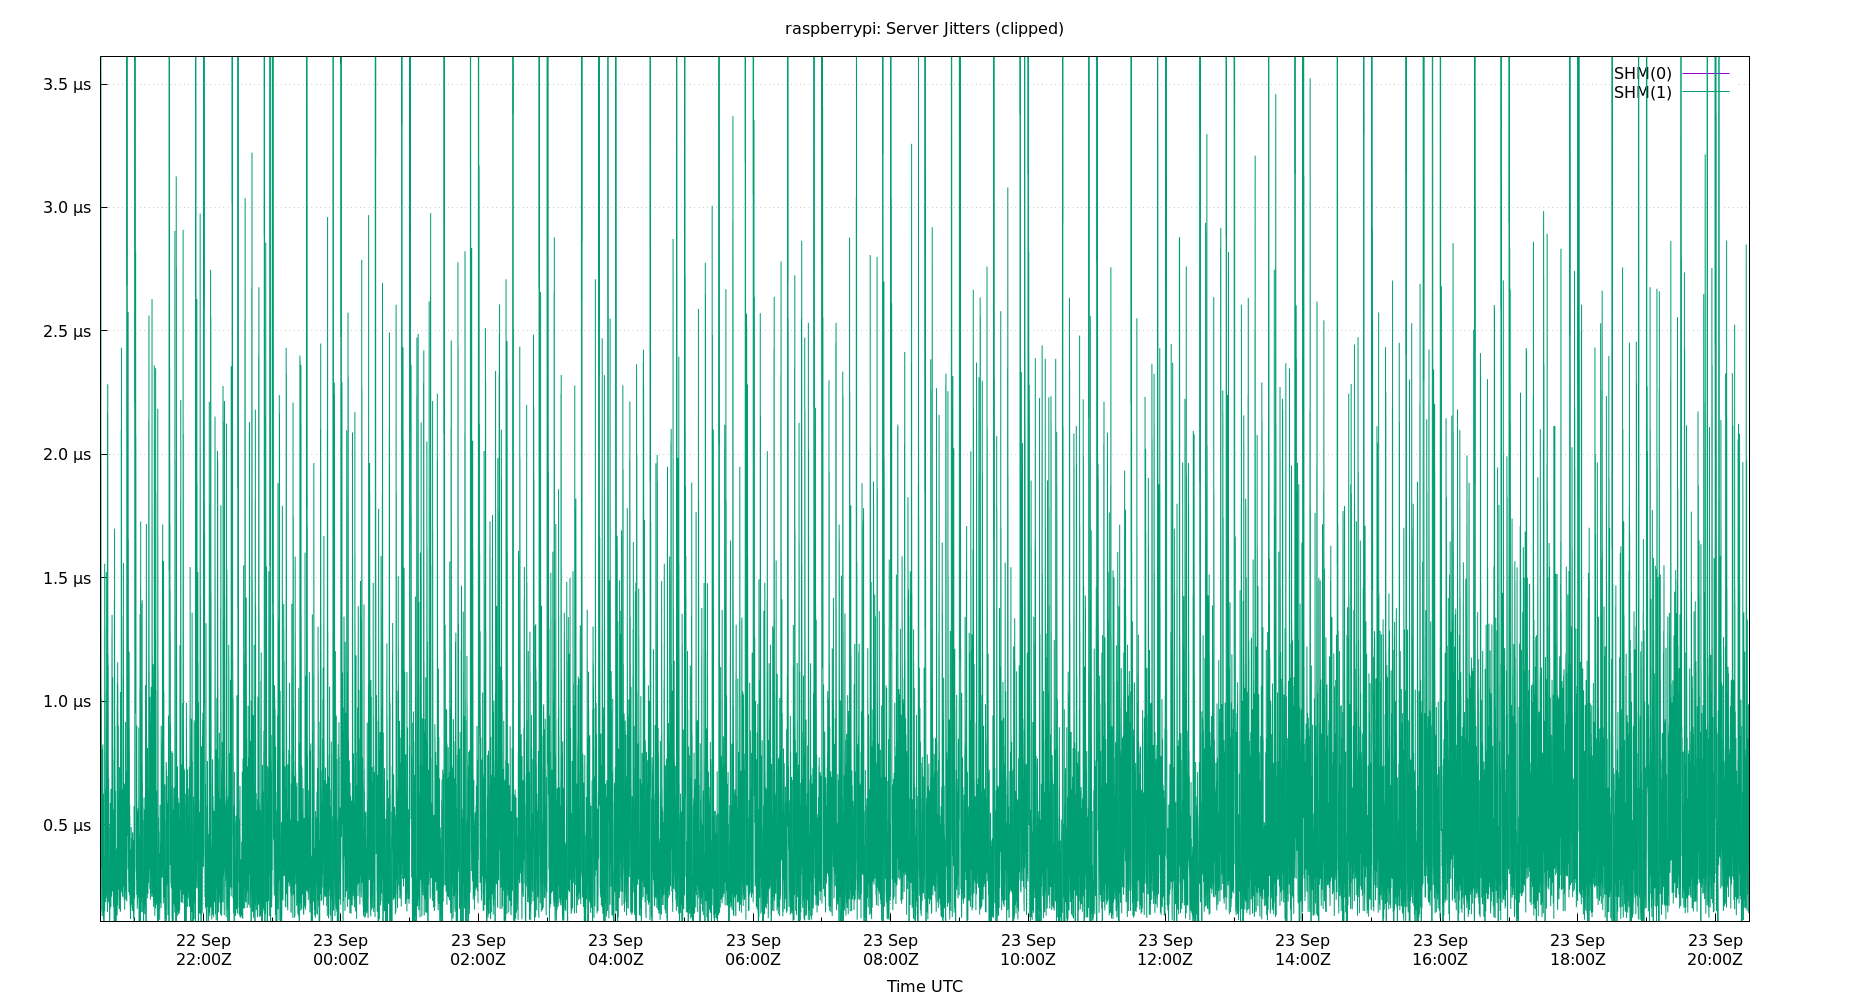 raspberrypi: Server Jitters (clipped)
SHM(0)
SHM(1)
3.5 µs
3.0 µs
2.5 µs
2.0 µs
1.5 µs
1.0 µs
0.5 µs
22 Sep 23 Sep 23 Sep 23 Sep 23 Sep 23 Sep 23 Sep 23 Sep 23 Sep 23 Sep 23 Sep 23 Sep
22:00Z 00:00Z 02:00Z 04:00Z 06:00Z 08:00Z 10:00Z 12:00Z 14:00Z 16:00Z 18:00Z 20:00Z
Time UTC